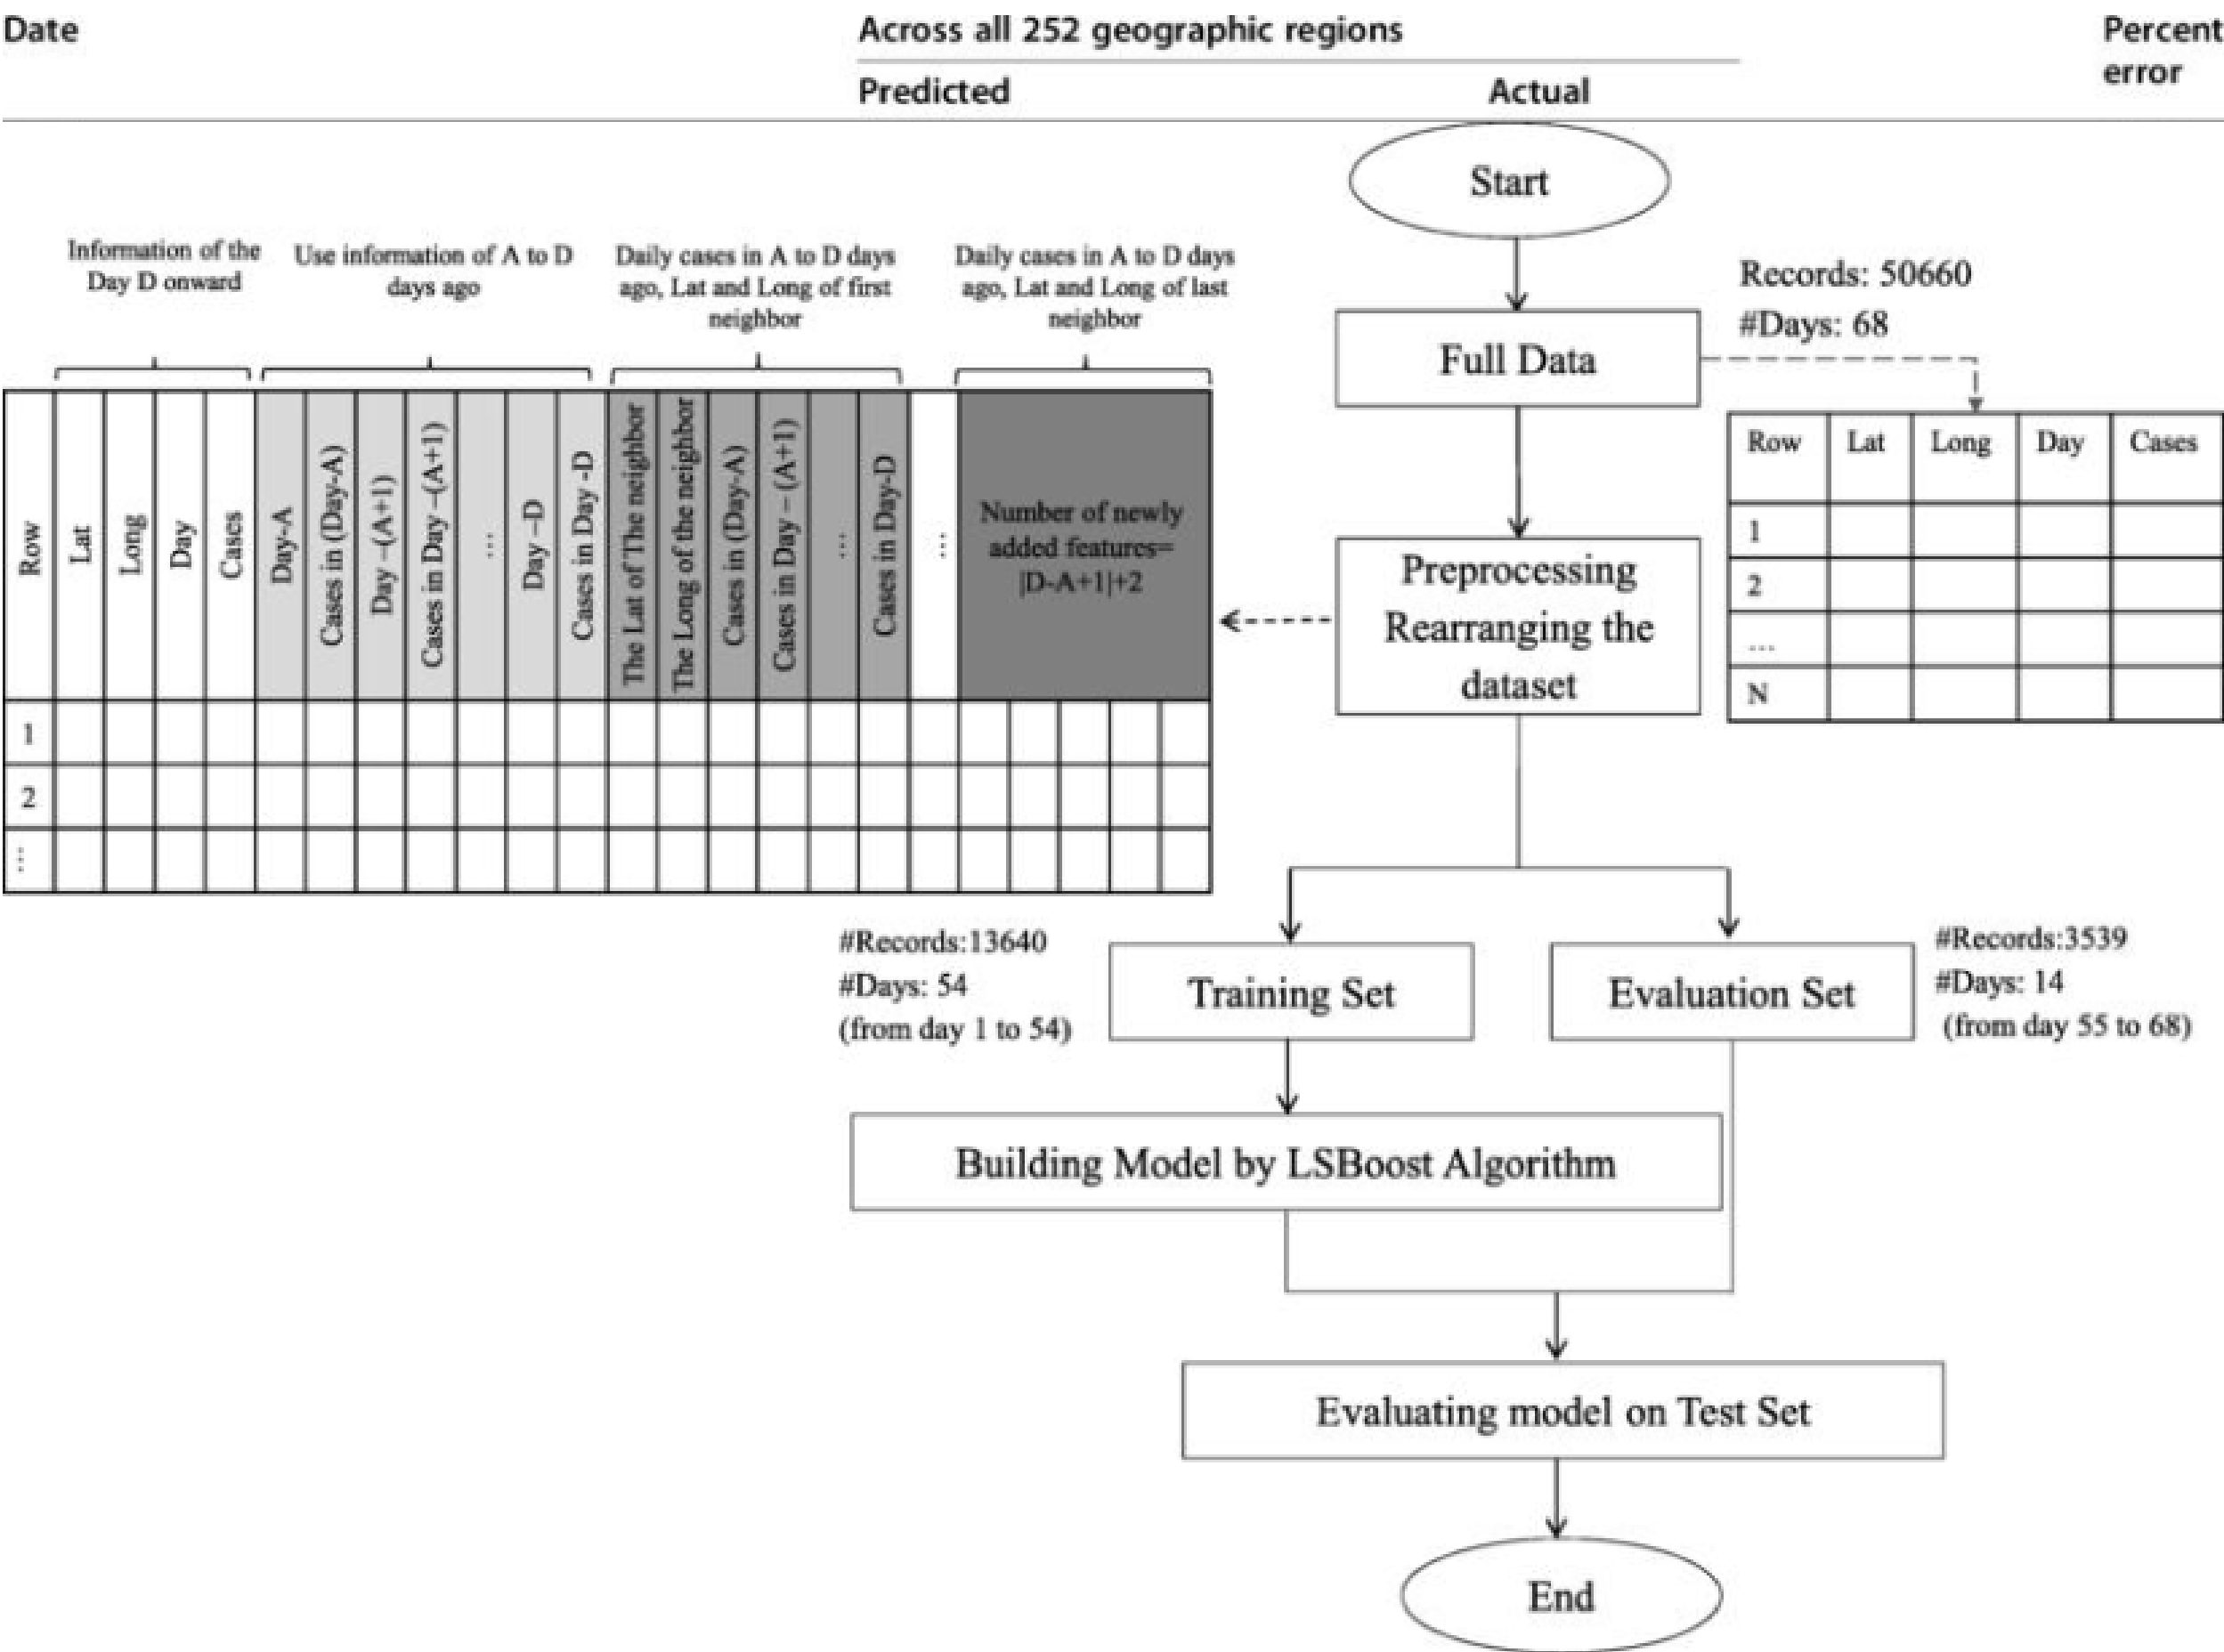 Date
Across all 252 geographic regions
Percent
error
Predicted
Actual
Start
Information of the
Day D onward
Use information of A to D
days ago
Daily cases in A to D days
ago, Lat and Long of first
neighbor
Daily cases in A to D days
ago, Lat and Long of last
neighbor
Records: 50660
#Days: 68
Full Data
Row
Lat
Long
Day
Cases
1
2
...
N
Row
Lat
Long
Day
Cases
Day-A
Cases in (Day-A)
Day –(A+1)
Cases in Day –(A+1)
...
Day –D
Cases in Day -D
The Lat of The neighbor
The Long of the neighbor
Cases in (Day-A)
Cases in Day – (A+1)
...
Cases in Day-D
...
Number of newly
added features=
|D-A+1|+2
1
2
...
Preprocessing
Rearranging the
dataset
#Records:13640
#Days: 54
(from day 1 to 54)
Training Set
Evaluation Set
#Records:3539
#Days: 14
(from day 55 to 68)
Building Model by LSBoost Algorithm
Evaluating model on Test Set
End